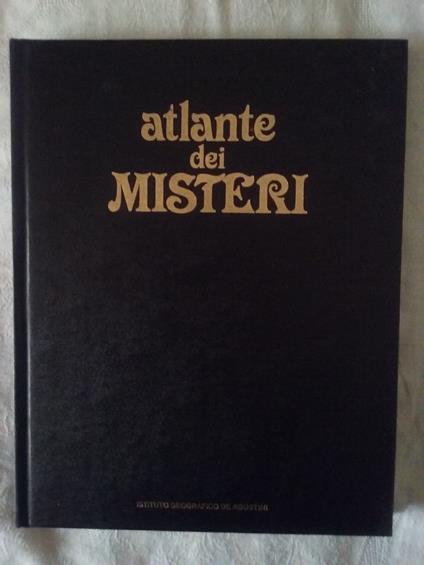 atlante
dei
MISTERI
ISTITUTO GEOGRAFICO DE AGOSTINI